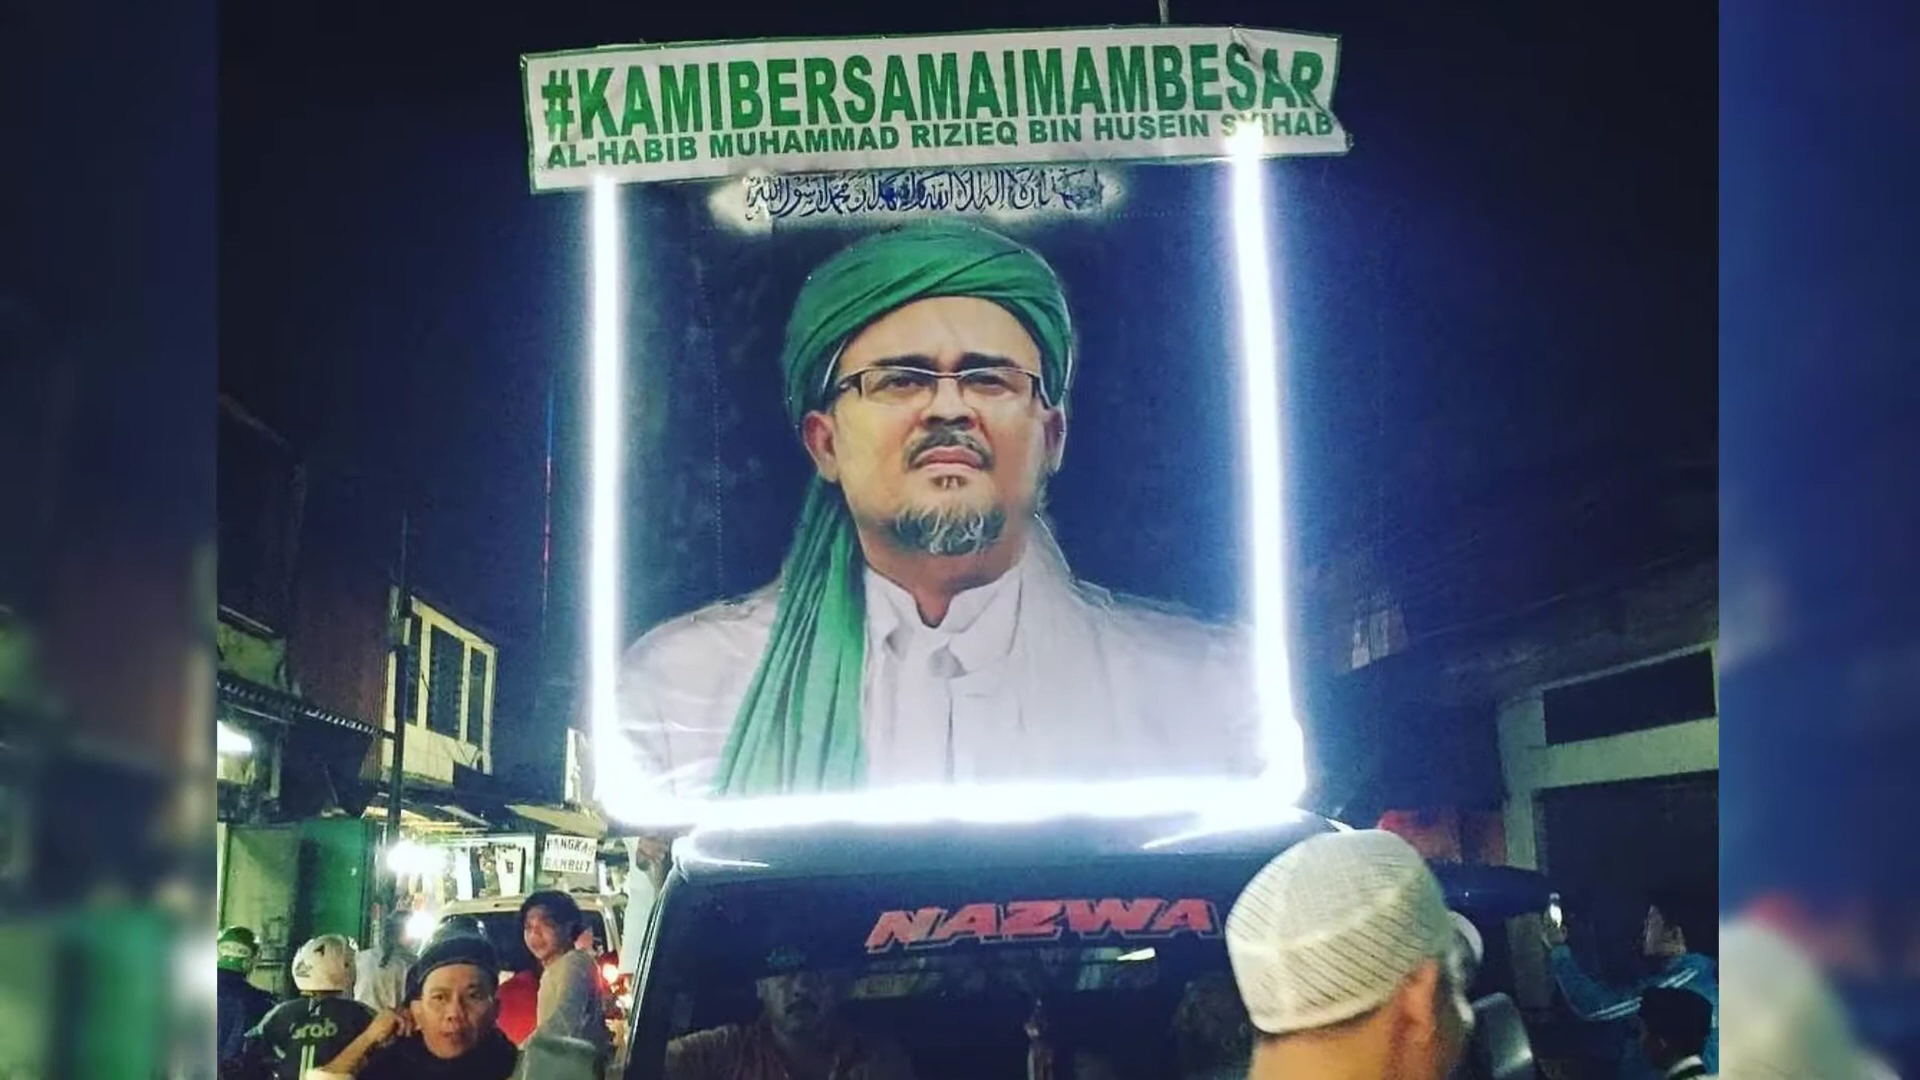 #KAMIBERSAMAIMAMBESAR
AL-HABIB MUHAMMAD RIZIEQ BIN HUSEIN SYIHAB
PANGKAS
RAMBUT
NAZWA
Grab